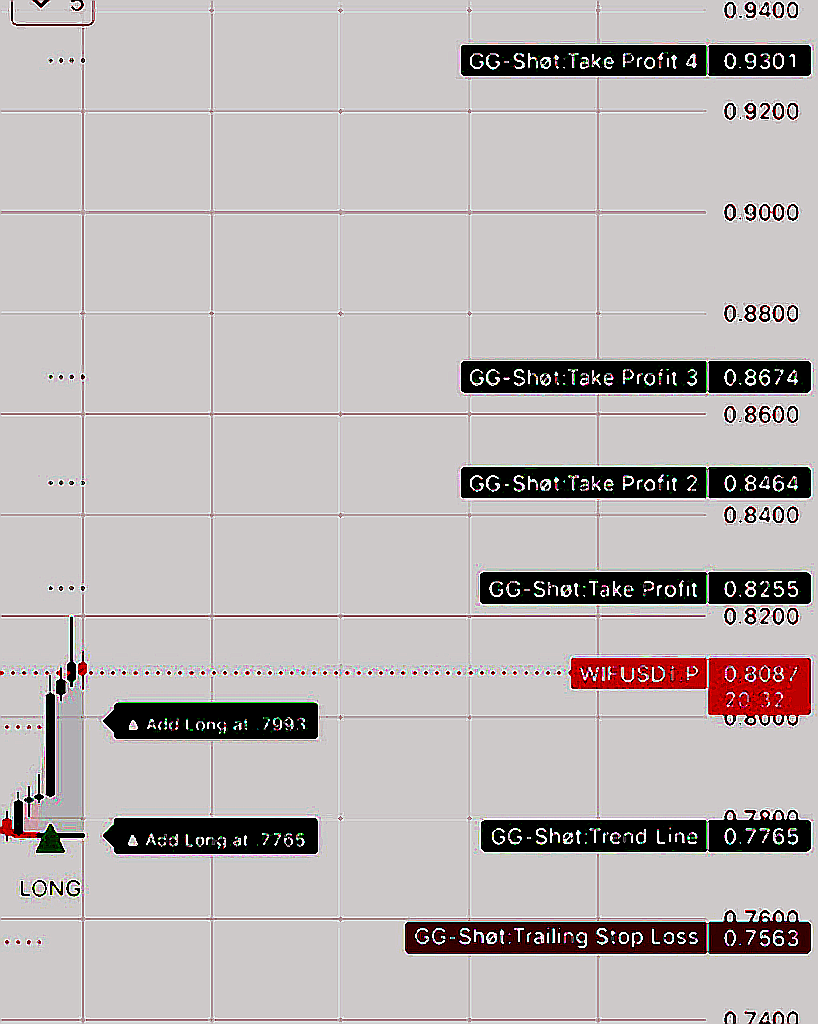 5
0.9400
GG-Shøt:Take Profit 4 0.9301
0.9200
0.9000
0.8800
GG-Shøt:Take Profit 3 0.8674
0.8600
GG-Shøt:Take Profit 2 0.8464
0.8400
GG-Shøt:Take Profit 0.8255
0.8200
WIFUSDT.P 0.8087
20:32
▲ Add Long at .7993
0.8000
0.7800
▲ Add Long at .7765
GG-Shøt:Trend Line 0.7765
LONG
0.7600
GG-Shøt:Trailing Stop Loss 0.7563
0.7400